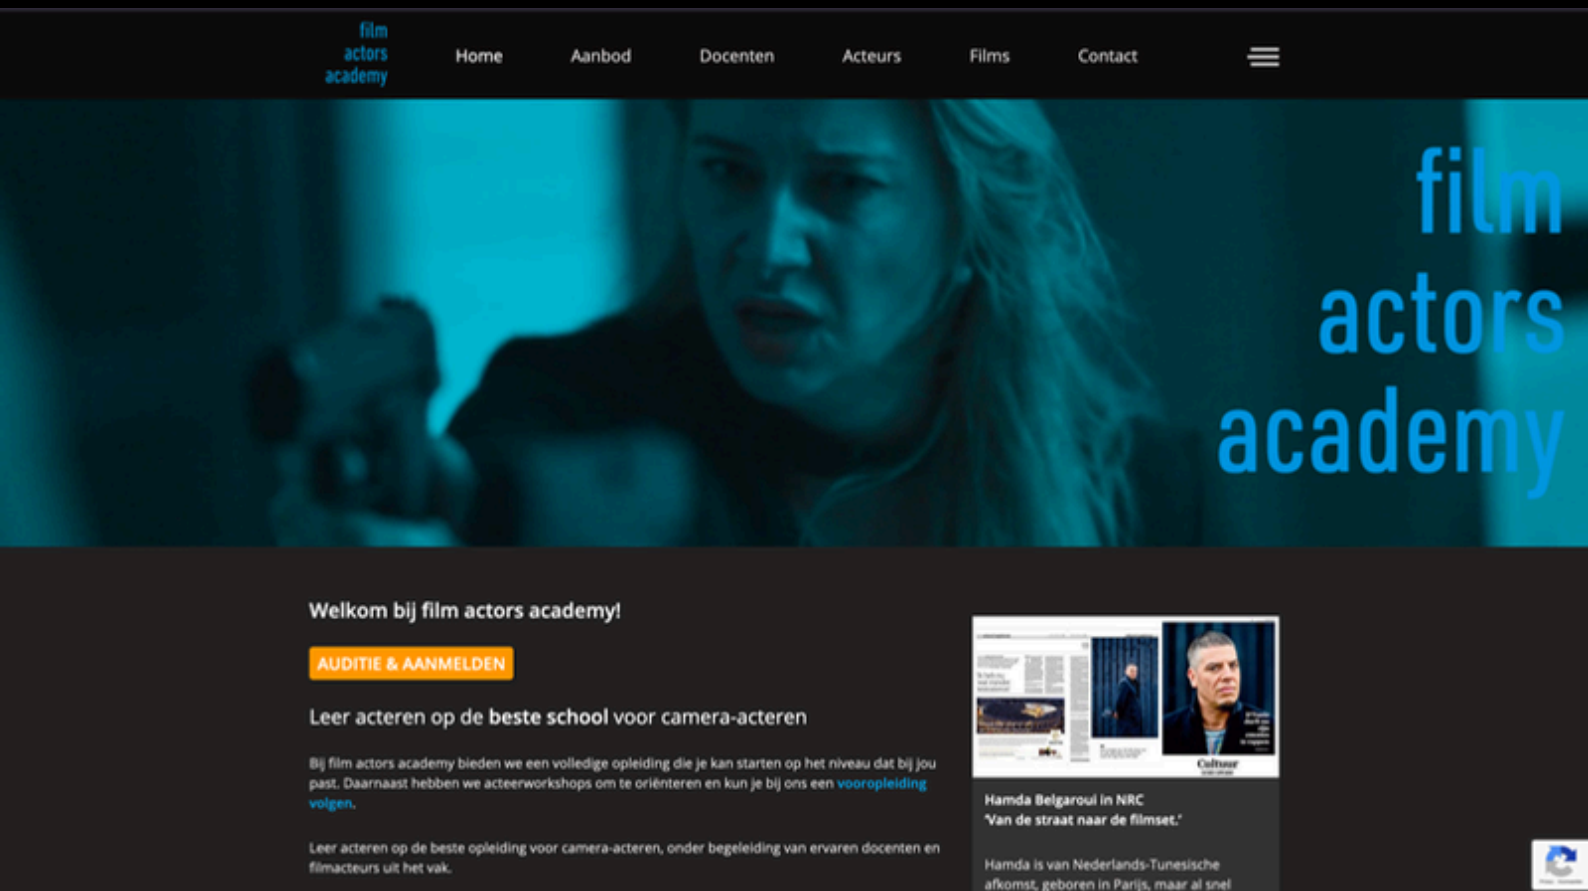 film
actors
academy
Home Aanbod Docenten Acteurs Films Contact
film
actors
academy
Welkom bij film actors academy!
AUDITIE & AANMELDEN
Leer acteren op de beste school voor camera-acteren
Bij film actors academy bieden we een volledige opleiding die je kan starten op het niveau dat bij jou
past. Daarnaast hebben we acteerworkshops om te oriënteren en kun je bij ons een vooropleiding
volgen.
Leer acteren op de beste opleiding voor camera-acteren, onder begeleiding van ervaren docenten en
filmacteurs uit het vak.
Cultuur
Hamda Belgaroui in NRC
‘Van de straat naar de filmset.’
Hamda is van Nederlands-Tunesische
afkomst, geboren in Parijs, maar al snel